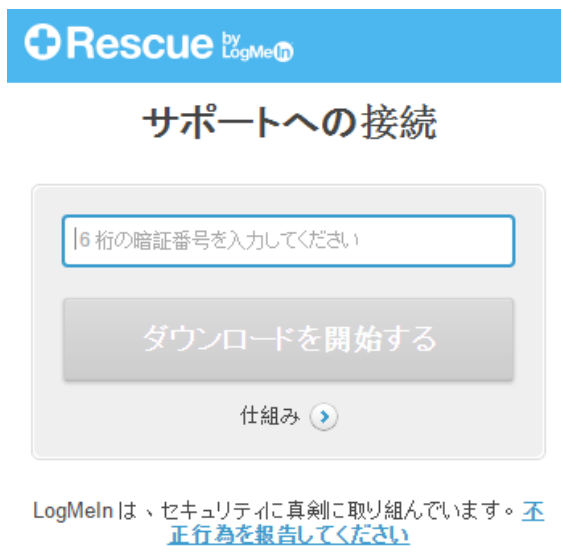 Rescue by LogMeIn
サポートへの接続
6 桁の暗証番号を入力してください
ダウンロードを開始する
仕組み
LogMeIn は、セキュリティに真剣に取り組んでいます。不
正行為を報告してください